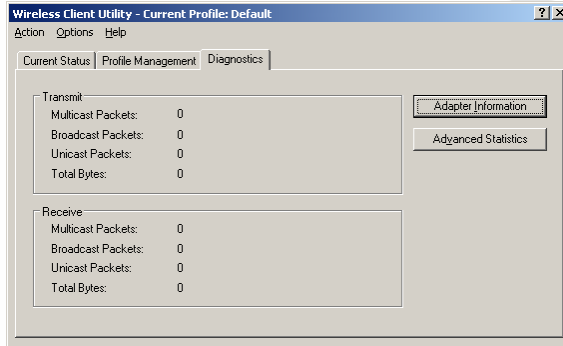 Wireless Client Utility - Current Profile: Default
Action Options Help
Current Status Profile Management Diagnostics
Transmit
Multicast Packets: 0
Broadcast Packets: 0
Unicast Packets: 0
Total Bytes: 0
Adapter Information
Advanced Statistics
Receive
Multicast Packets: 0
Broadcast Packets: 0
Unicast Packets: 0
Total Bytes: 0